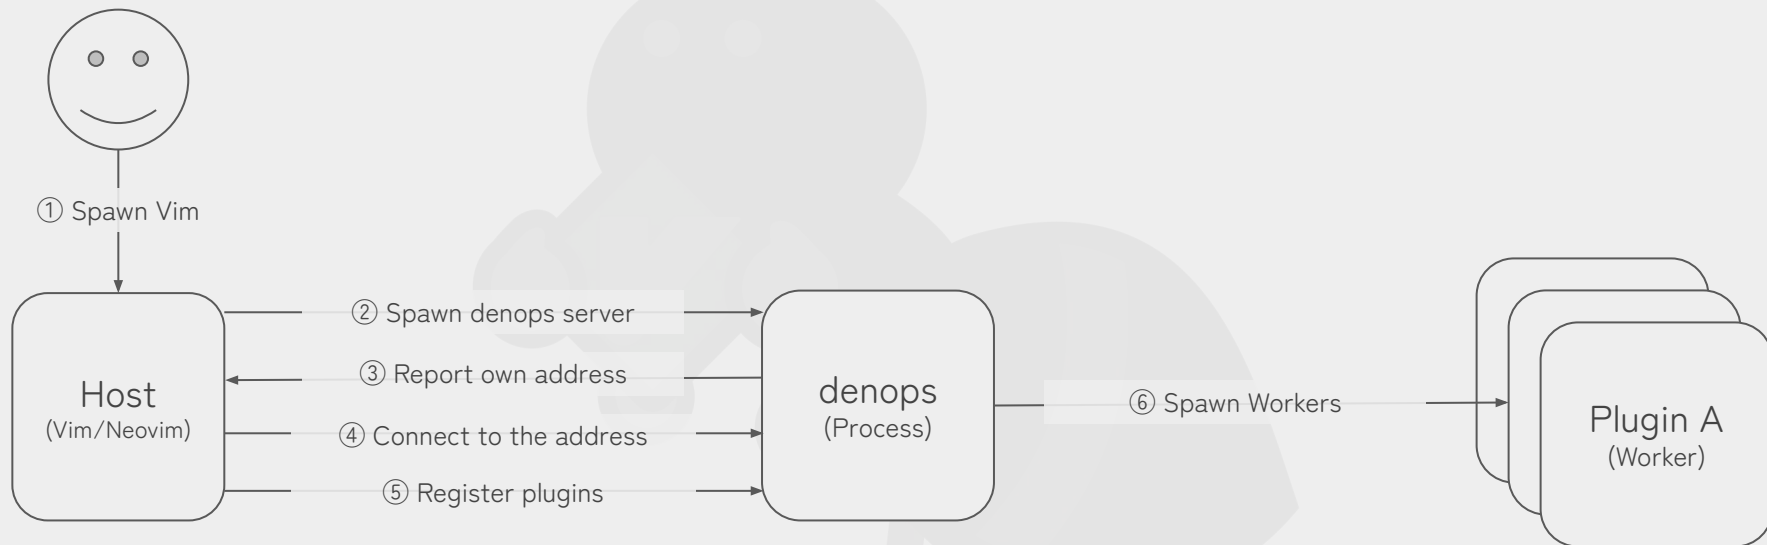 ① Spawn Vim
② Spawn denops server
③ Report own address
④ Connect to the address
⑤ Register plugins
Host
(Vim/Neovim)
denops
(Process)
⑥ Spawn Workers
Plugin A
(Worker)